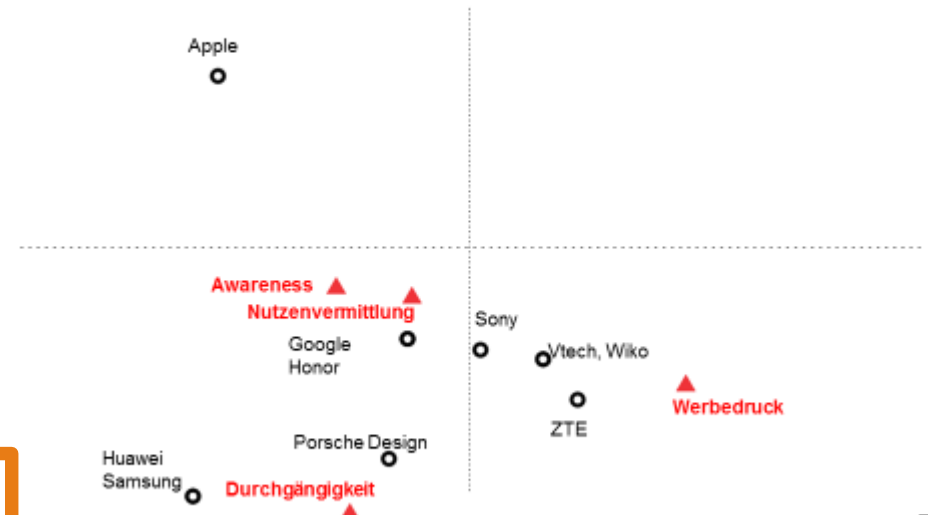 Apple
Awareness
Nutzenvermittlung
Sony
Google
Honor
Vtech, Wiko
Werbedruck
ZTE
Porsche Design
Huawei
Samsung
Durchgängigkeit